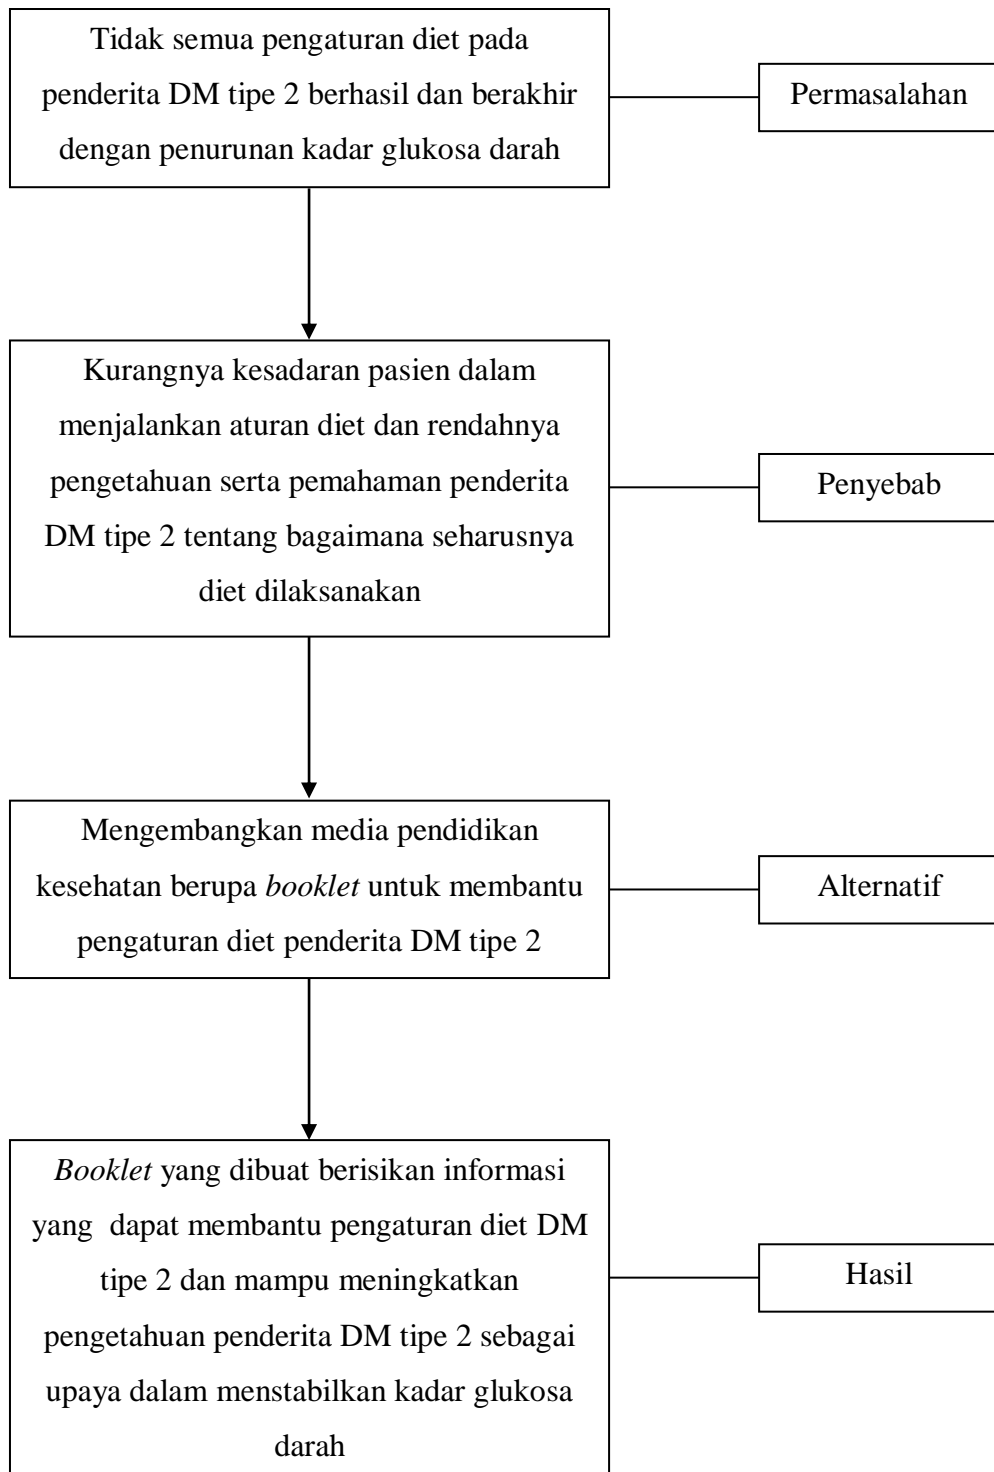 Tidak semua pengaturan diet pada
penderita DM tipe 2 berhasil dan berakhir
dengan penurunan kadar glukosa darah
Permasalahan
Kurangnya kesadaran pasien dalam
menjalankan aturan diet dan rendahnya
pengetahuan serta pemahaman penderita
DM tipe 2 tentang bagaimana seharusnya
diet dilaksanakan
Penyebab
Mengembangkan media pendidikan
kesehatan berupa booklet untuk membantu
pengaturan diet penderita DM tipe 2
Alternatif
Booklet yang dibuat berisikan informasi
yang dapat membantu pengaturan diet DM
tipe 2 dan mampu meningkatkan
pengetahuan penderita DM tipe 2 sebagai
upaya dalam menstabilkan kadar glukosa
darah
Hasil